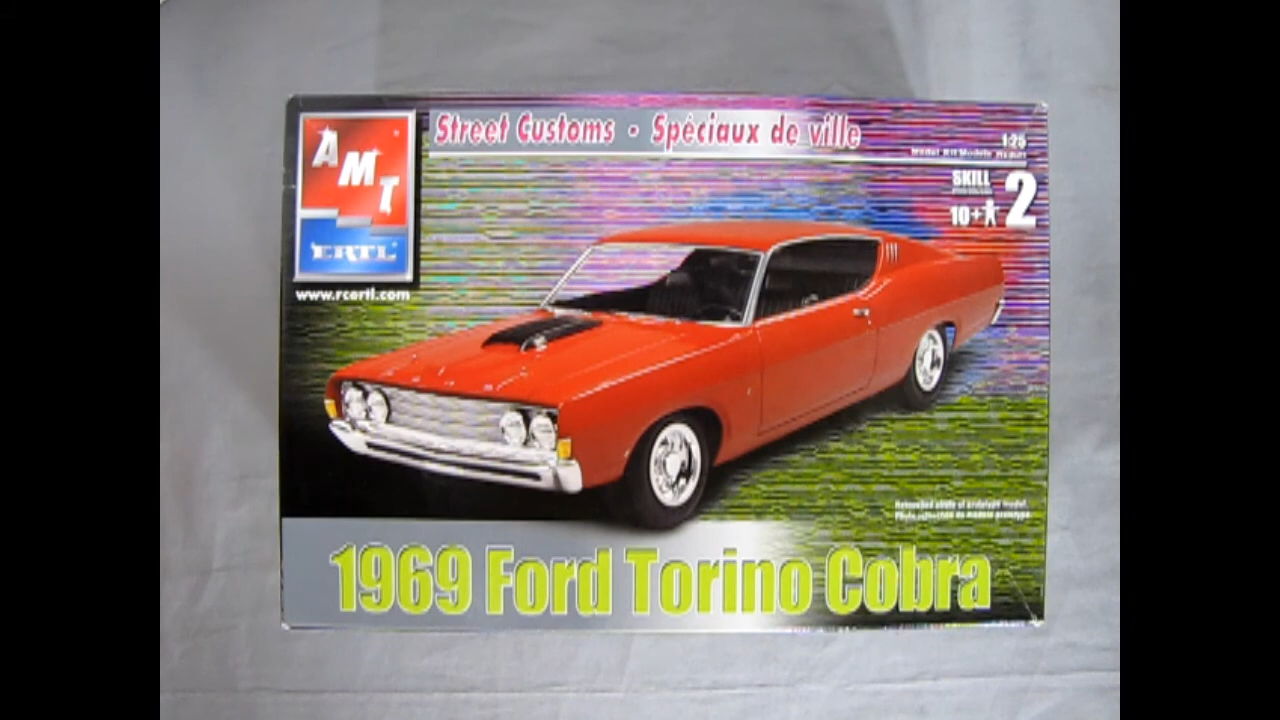 AMT
ERTL
www.rcertl.com
Street Customs - Spéciaux de ville
1:25
SKILL
2
10+
1969 Ford Torino Cobra